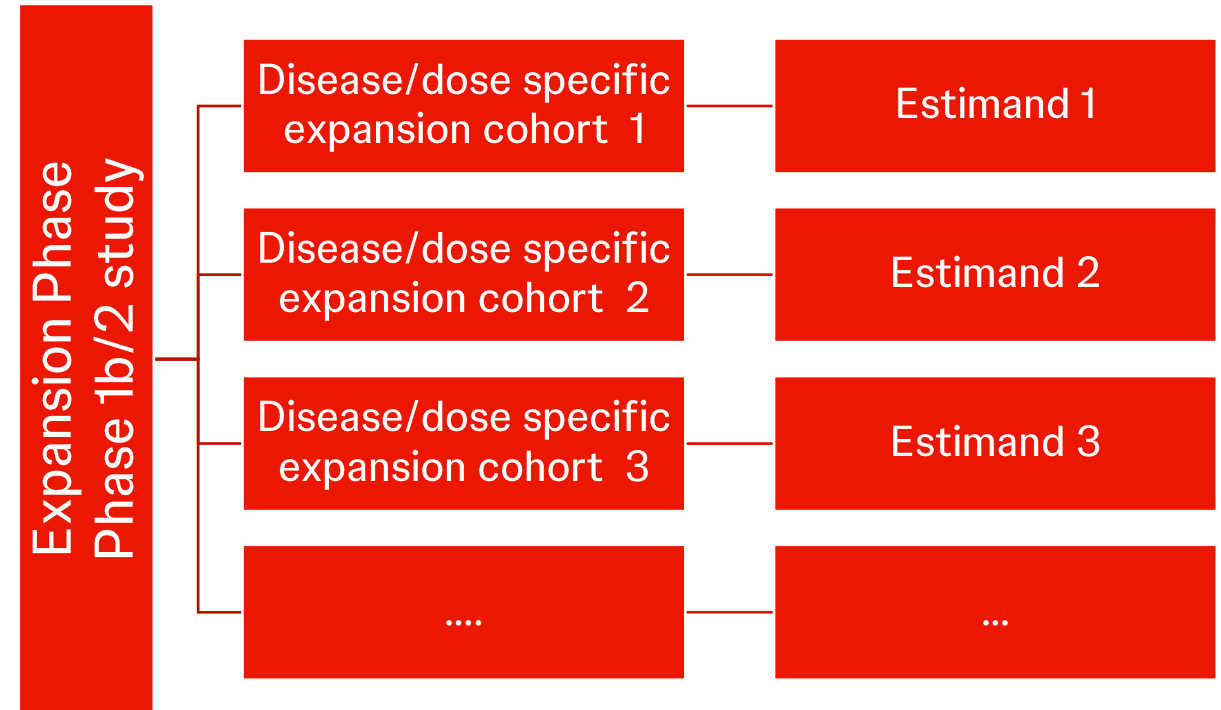 Expansion Phase
Phase 1b/2 study
Disease/dose specific
expansion cohort 1
Estimand 1
Disease/dose specific
expansion cohort 2
Estimand 2
Disease/dose specific
expansion cohort 3
Estimand 3
....
...